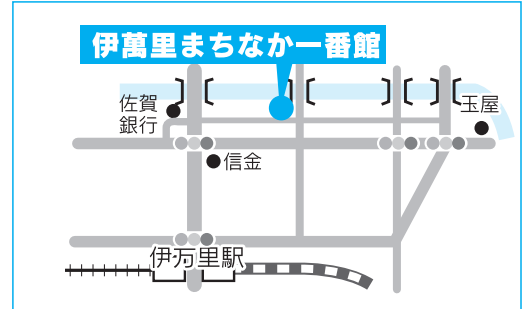 伊萬里まちなか一番館
佐賀
銀行
玉屋
信金
伊万里駅